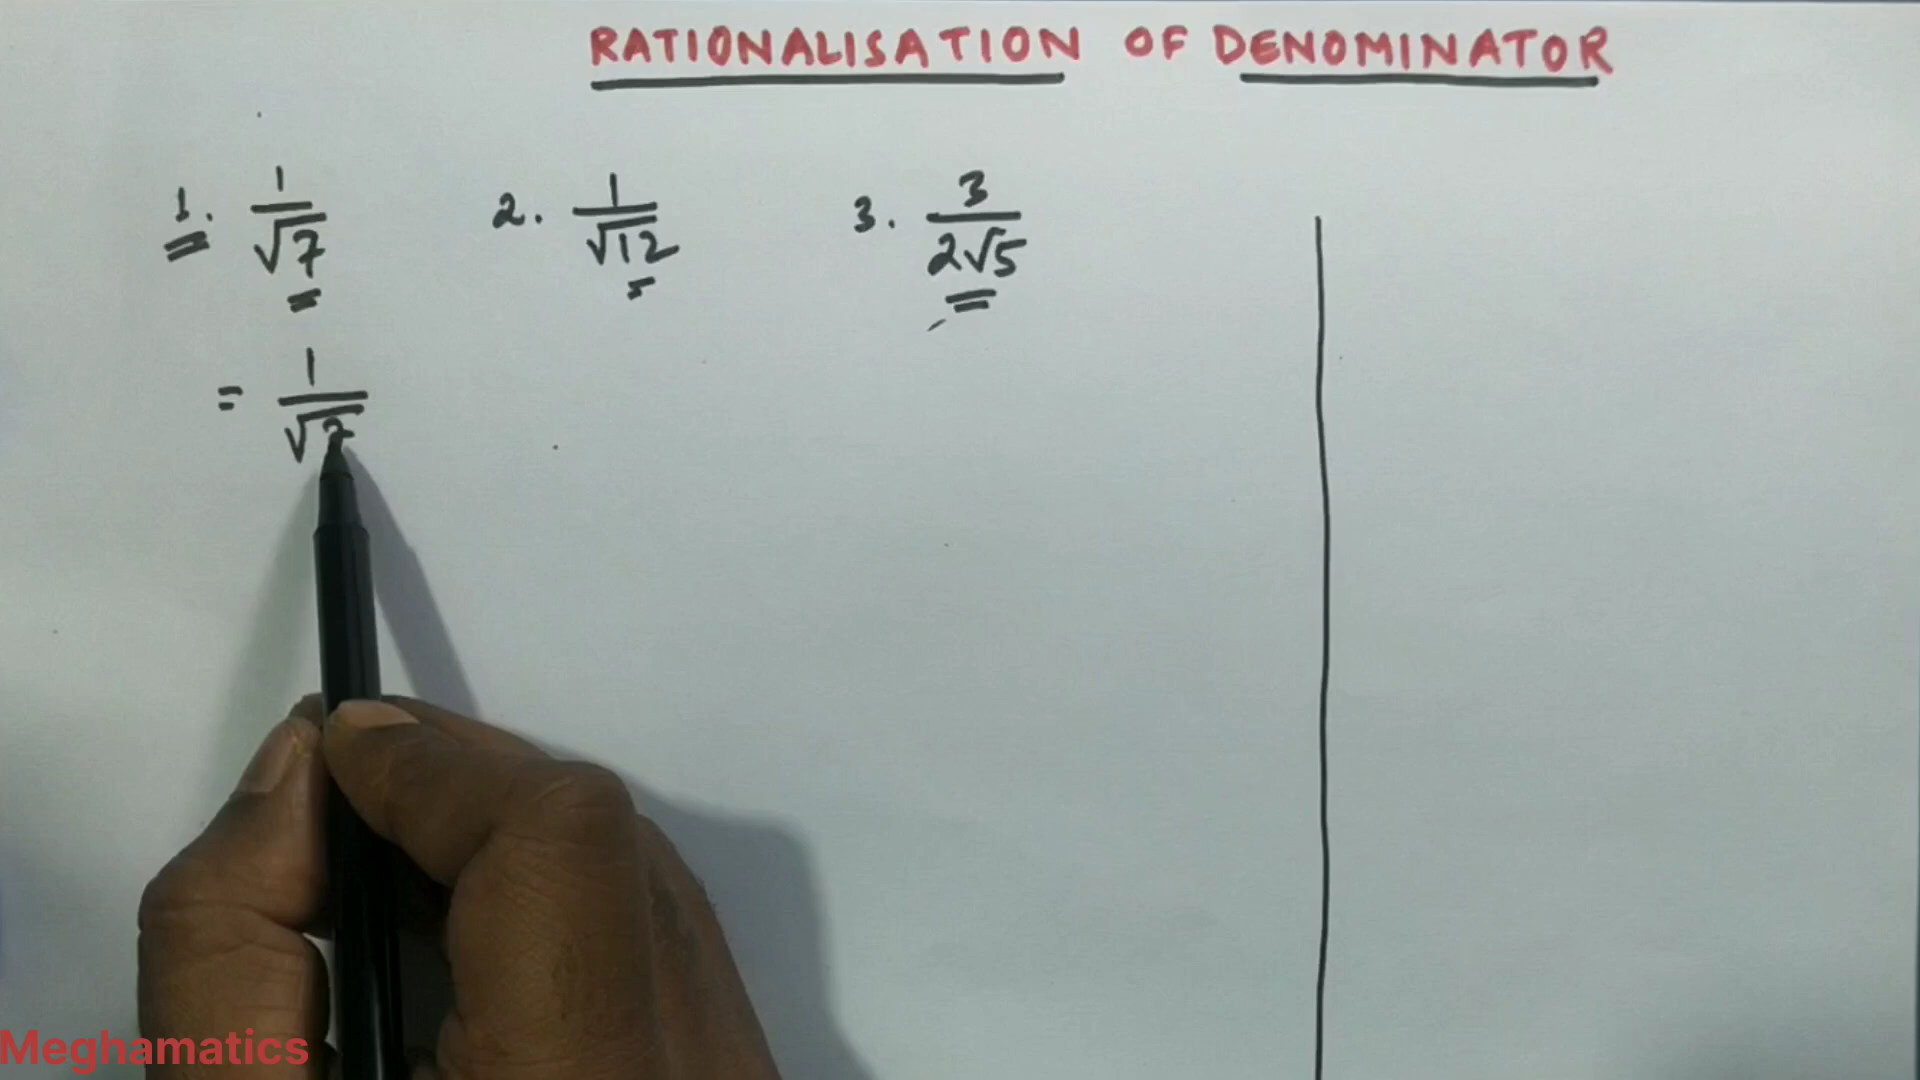 RATIONALISATION OF DENOMINATOR
1. 1/√7 2. 1/√12 3. 3/2√5
= 1/√7
Meghamatics